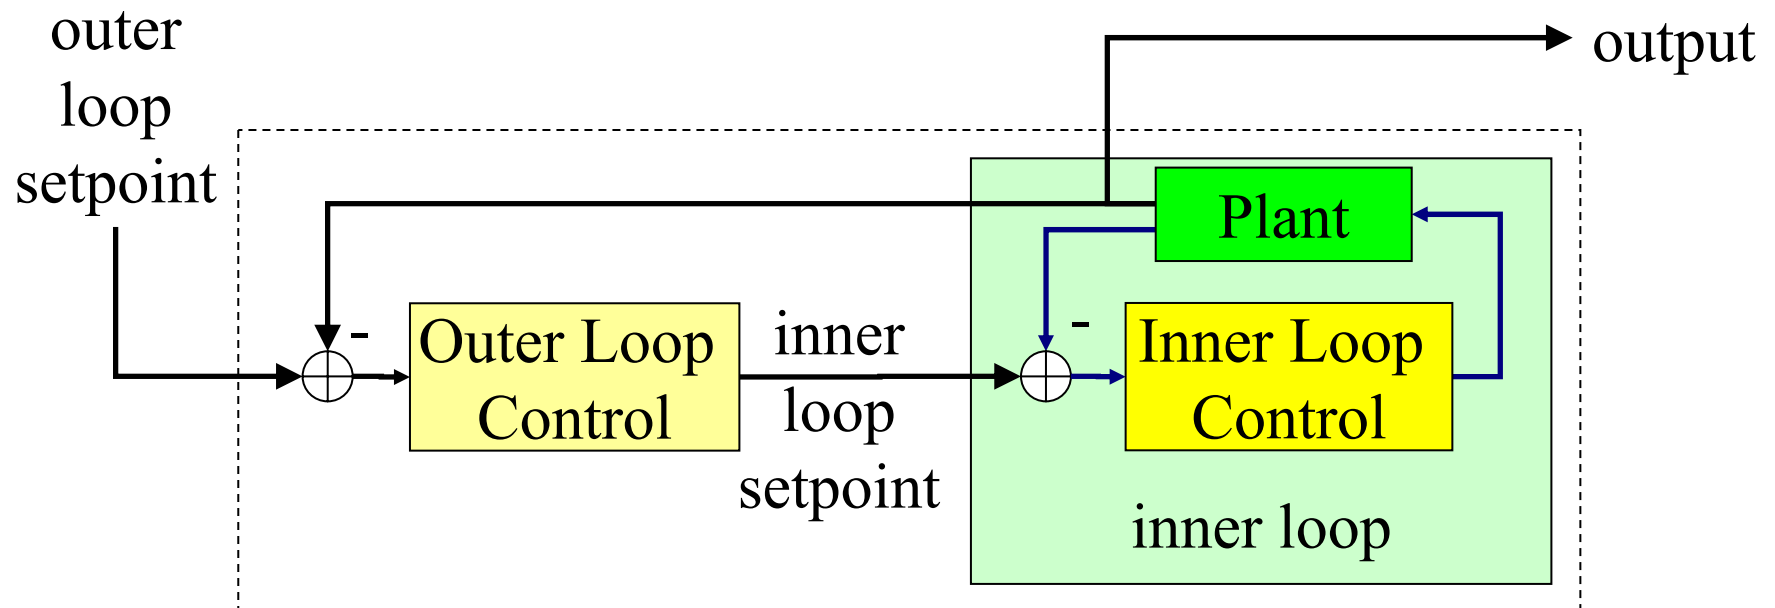 outer
loop
setpoint
output
Plant
-
-
Outer Loop
Control
inner
loop
setpoint
Inner Loop
Control
inner loop